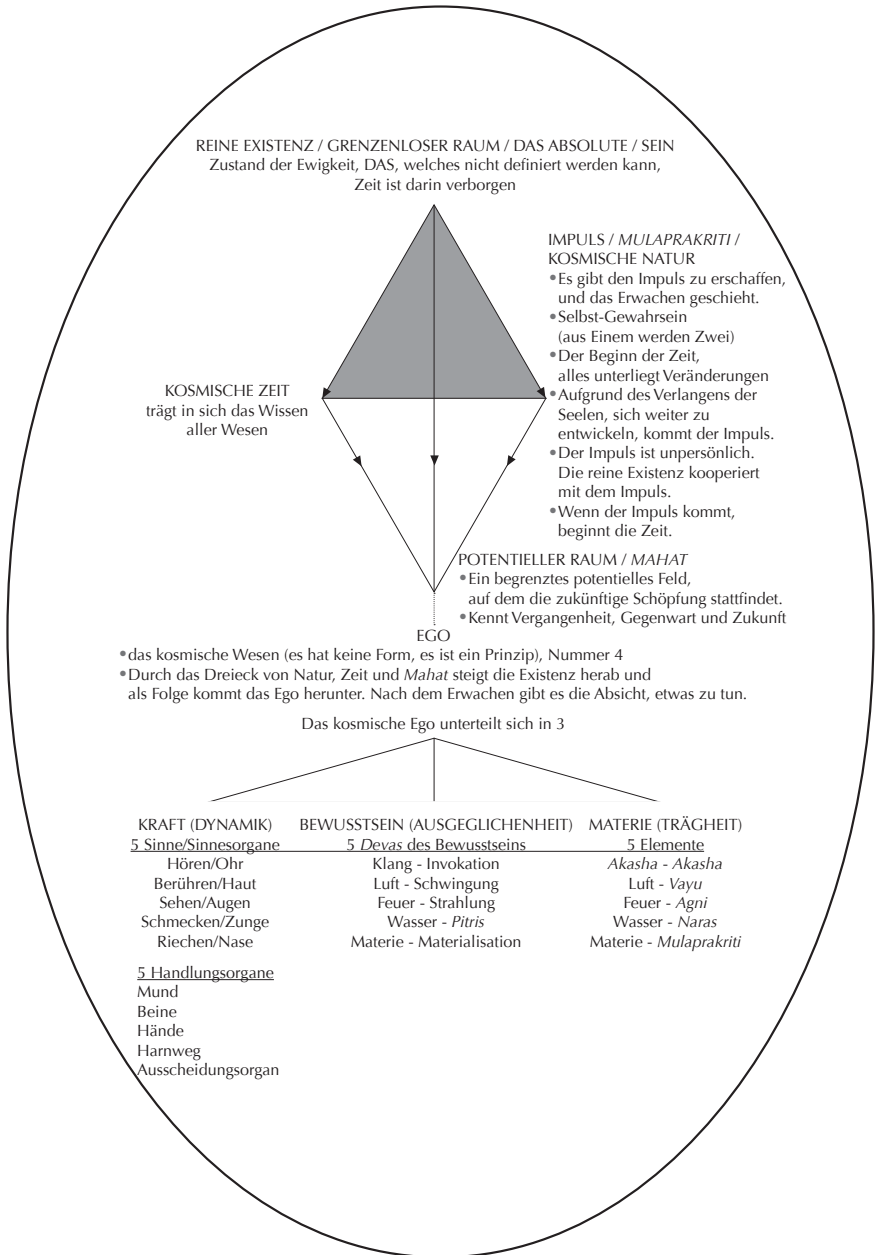 REINE EXISTENZ / GRENZENLOSER RAUM / DAS ABSOLUTE / SEIN
Zustand der Ewigkeit, DAS, welches nicht definiert werden kann,
Zeit ist darin verborgen
IMPULS / MULAPRAKRITI /
KOSMISCHE NATUR
•Es gibt den Impuls zu erschaffen,
und das Erwachen geschieht.
•Selbst-Gewahrsein
(aus Einem werden Zwei)
•Der Beginn der Zeit,
alles unterliegt Veränderungen
•Aufgrund des Verlangens der
Seelen, sich weiter zu
entwickeln, kommt der Impuls.
•Der Impuls ist unpersönlich.
Die reine Existenz kooperiert
mit dem Impuls.
•Wenn der Impuls kommt,
beginnt die Zeit.
KOSMISCHE ZEIT
trägt in sich das Wissen
aller Wesen
POTENTIELLER RAUM / MAHAT
•Ein begrenztes potentielles Feld,
auf dem die zukünftige Schöpfung stattfindet.
•Kennt Vergangenheit, Gegenwart und Zukunft
EGO
•das kosmische Wesen (es hat keine Form, es ist ein Prinzip), Nummer 4
•Durch das Dreieck von Natur, Zeit und Mahat steigt die Existenz herab und
als Folge kommt das Ego herunter. Nach dem Erwachen gibt es die Absicht, etwas zu tun.
Das kosmische Ego unterteilt sich in 3
KRAFT (DYNAMIK)
5 Sinne/Sinnesorgane
Hören/Ohr
Berühren/Haut
Sehen/Augen
Schmecken/Zunge
Riechen/Nase
5 Handlungsorgane
Mund
Beine
Hände
Harnweg
Ausscheidungsorgan
BEWUSSTSEIN (AUSGEGLICHENHEIT)
5 Devas des Bewusstseins
Klang - Invokation
Luft - Schwingung
Feuer - Strahlung
Wasser - Pitris
Materie - Materialisation
MATERIE (TRÄGHEIT)
5 Elemente
Akasha - Akasha
Luft - Vayu
Feuer - Agni
Wasser - Naras
Materie - Mulaprakriti